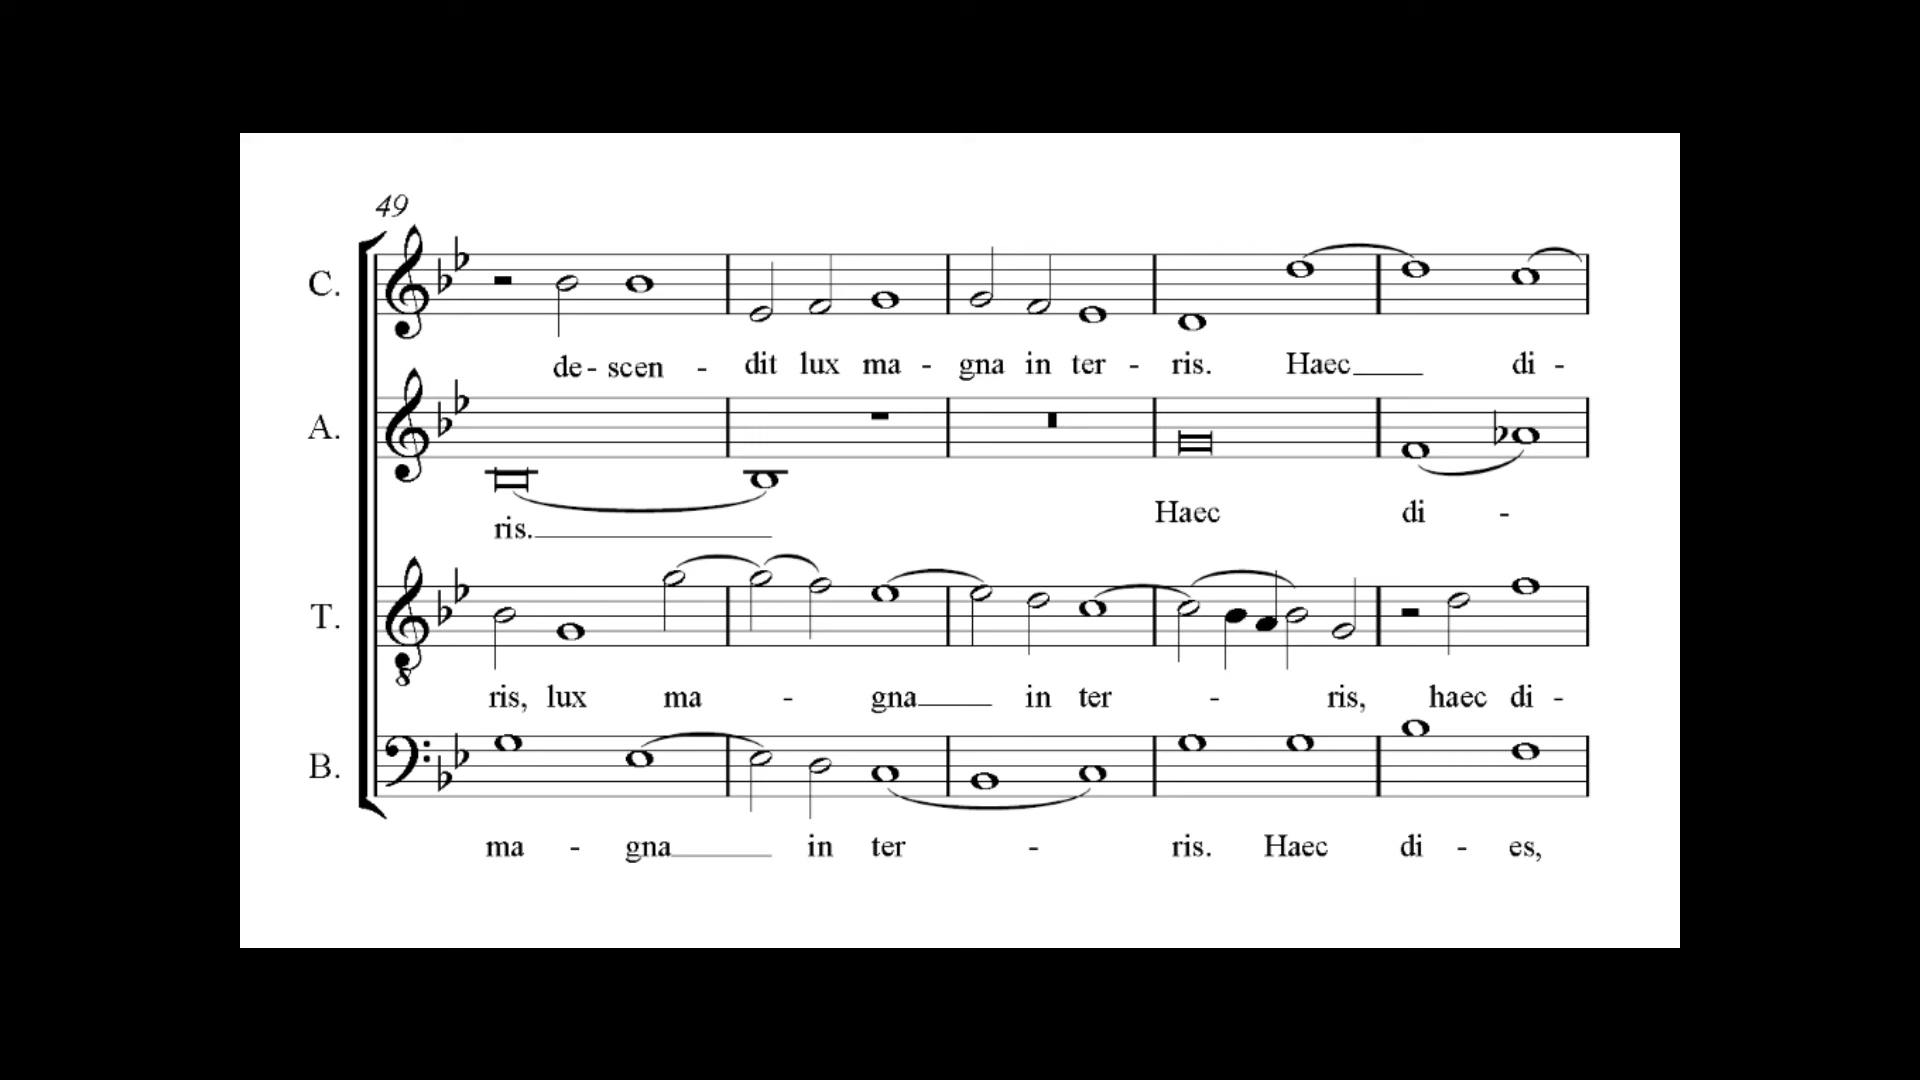 49
C.
de - scen - dit lux ma - gna in ter - ris. Haec di -
A.
ris. Haec di -
T.
ris, lux ma - gna in ter - ris, haec di -
B.
ma - gna in ter - ris. Haec di - es,